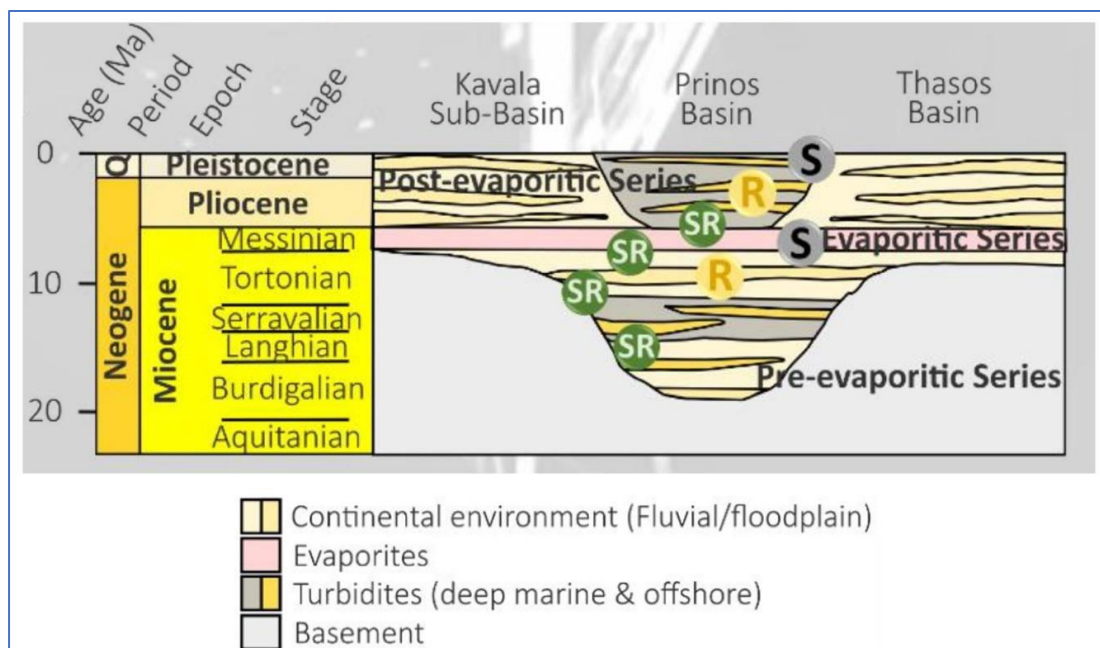 Age (Ma)
Period
Epoch
Stage
Kavala
Sub-Basin
Prinos
Basin
Thasos
Basin
0
Q
Pleistocene
S
Post-evaporitic Series
R
Pliocene
SR
Messinian
SR
S
Evaporitic Series
10
Tortonian
R
SR
Neogene
Miocene
Serravalian
Langhian
SR
Burdigalian
Pre-evaporitic Series
20
Aquitanian
Continental environment (Fluvial/floodplain)
Evaporites
Turbidites (deep marine & offshore)
Basement